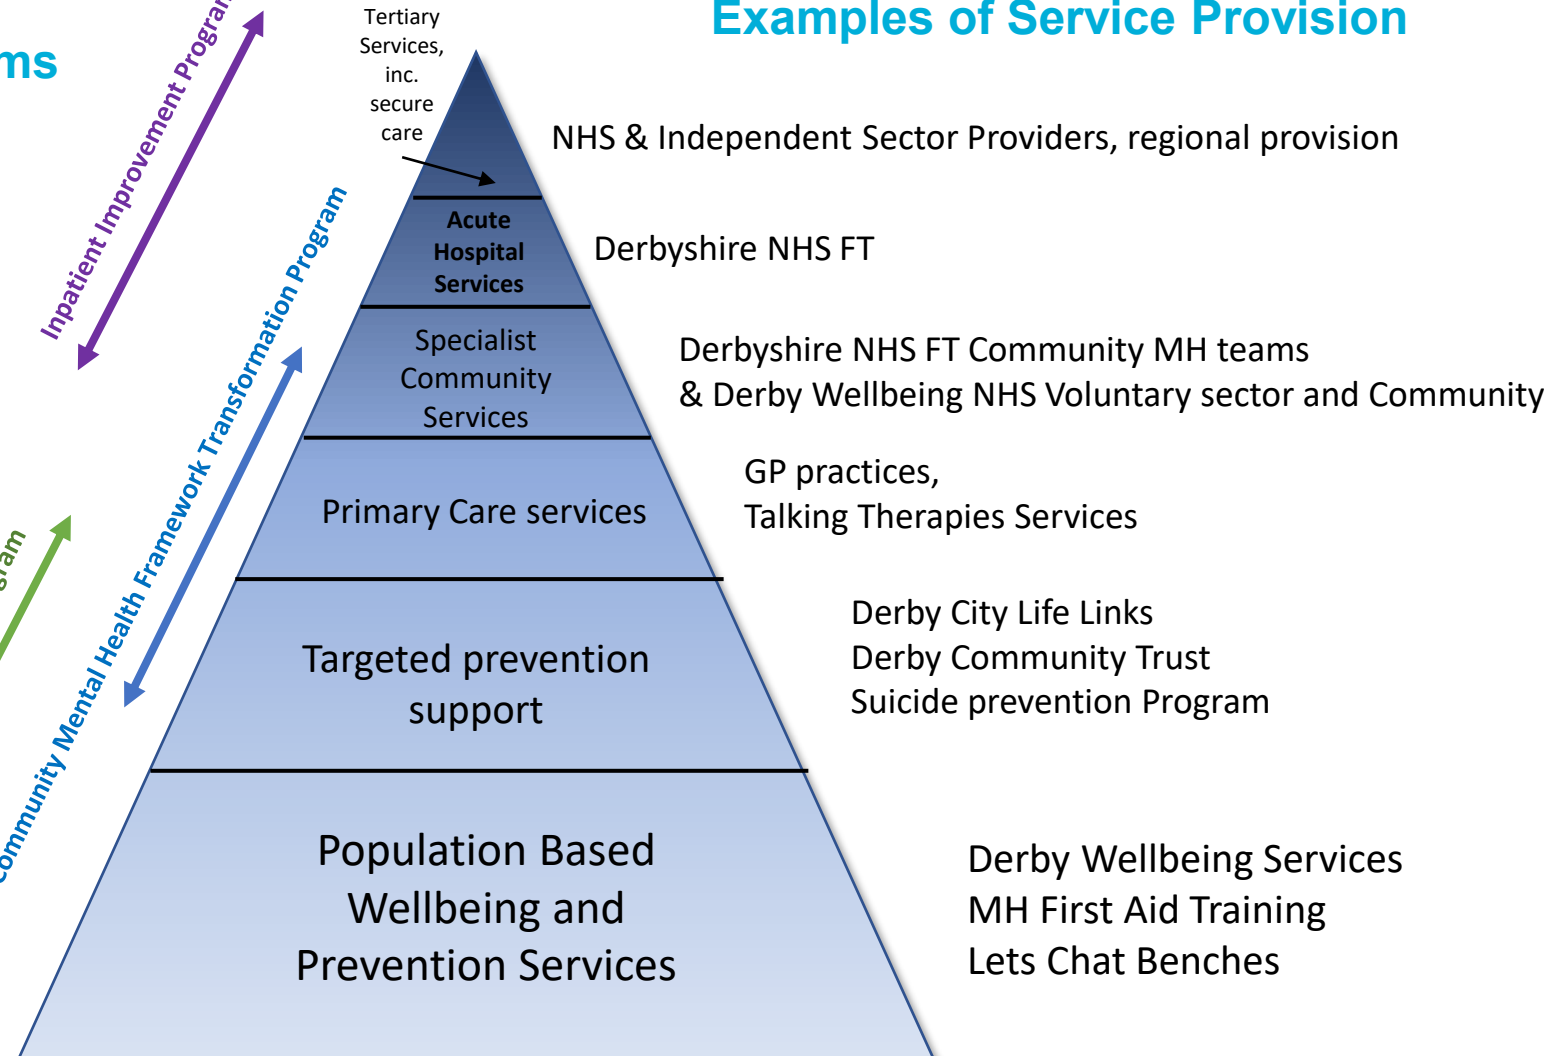 ms
Examples of Service Provision
Inpatient Improvement Program
Tertiary
Services,
inc.
secure
care
NHS & Independent Sector Providers, regional provision
Acute
Hospital
Services
Derbyshire NHS FT
Community Mental Health Framework Transformation Program
Specialist
Community
Services
Derbyshire NHS FT Community MH teams
& Derby Wellbeing NHS Voluntary sector and Community
Primary Care services
GP practices,
Talking Therapies Services
gram
Targeted prevention
support
Derby City Life Links
Derby Community Trust
Suicide prevention Program
Population Based
Wellbeing and
Prevention Services
Derby Wellbeing Services
MH First Aid Training
Lets Chat Benches